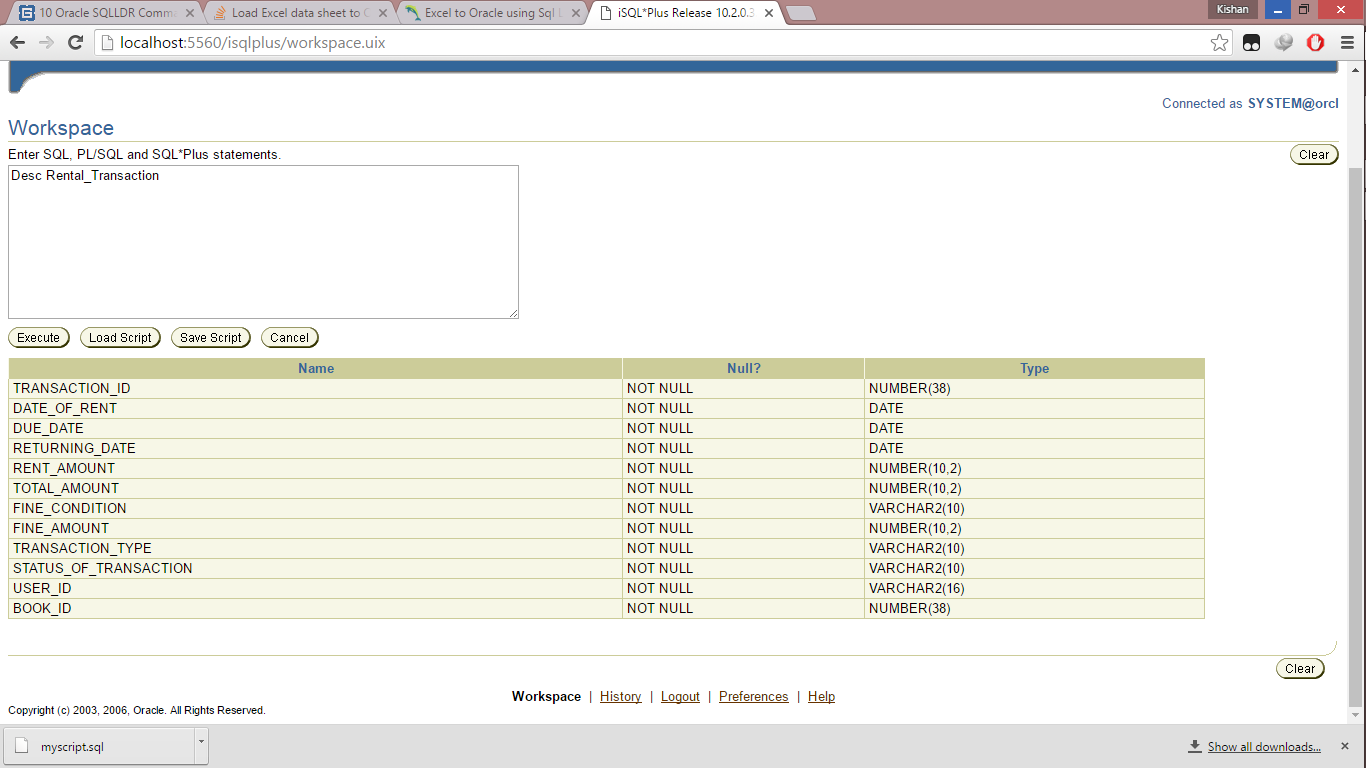 10 Oracle SQLLDR Comma
Load Excel data sheet to O
Excel to Oracle using Sql L
iSQL*Plus Release 10.2.0.3
Kishan
localhost:5560/isqlplus/workspace.uix
Connected as SYSTEM@orcl
Workspace
Enter SQL, PL/SQL and SQL*Plus statements.
Clear
Desc Rental_Transaction
Execute Load Script Save Script Cancel
Name Null? Type
TRANSACTION_ID NOT NULL NUMBER(38)
DATE_OF_RENT NOT NULL DATE
DUE_DATE NOT NULL DATE
RETURNING_DATE NOT NULL DATE
RENT_AMOUNT NOT NULL NUMBER(10,2)
TOTAL_AMOUNT NOT NULL NUMBER(10,2)
FINE_CONDITION NOT NULL VARCHAR2(10)
FINE_AMOUNT NOT NULL NUMBER(10,2)
TRANSACTION_TYPE NOT NULL VARCHAR2(10)
STATUS_OF_TRANSACTION NOT NULL VARCHAR2(10)
USER_ID NOT NULL VARCHAR2(16)
BOOK_ID NOT NULL NUMBER(38)
Clear
Workspace | History | Logout | Preferences | Help
Copyright (c) 2003, 2006, Oracle. All Rights Reserved.
myscript.sql
Show all downloads...